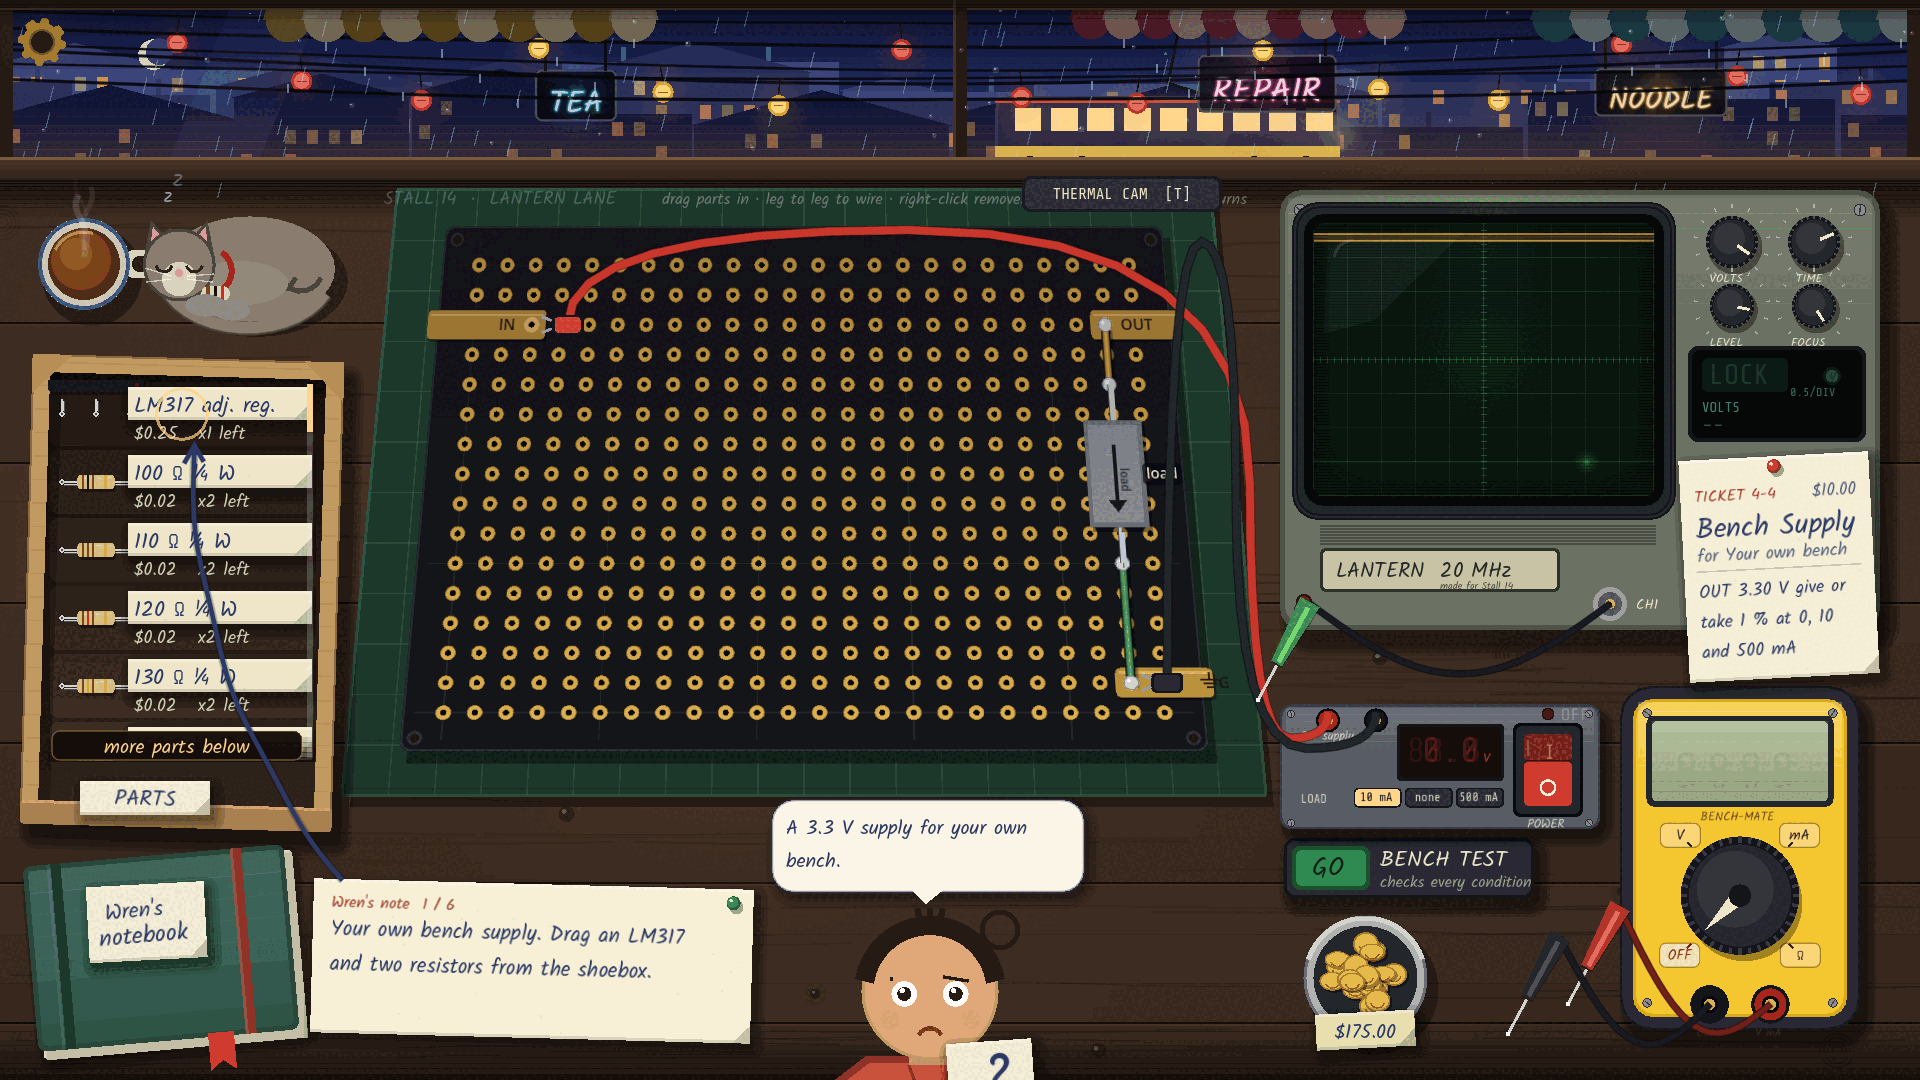 TEA
REPAIR
NOODLE
STALL 14 · LANTERN LANE
drag parts in · leg to leg to wire · right-click remove
THERMAL CAM [T]
urns
z
z
IN
OUT
load
load
G
LM317 adj. reg.
$0.25 x1 left
100 Ω ¼ W
$0.02 x2 left
110 Ω ¼ W
$0.02 x2 left
120 Ω ¼ W
$0.02 x2 left
130 Ω ¼ W
$0.02 x2 left
more parts below
PARTS
Wren's
notebook
Wren's note 1 / 6
Your own bench supply. Drag an LM317
and two resistors from the shoebox.
A 3.3 V supply for your own
bench.
?
VOLTS
TIME
LEVEL
FOCUS
LOCK
0.5/DIV
VOLTS
--
LANTERN 20 MHz
made for Stall 14
CH1
TICKET 4-4 $10.00
Bench Supply
for Your own bench
OUT 3.30 V give or
take 1 % at 0, 10
and 500 mA
supply
V
OFF
LOAD
10 mA
none
500 mA
POWER
GO
BENCH TEST
checks every condition
$175.00
BENCH-MATE
V
mA
OFF
Ω